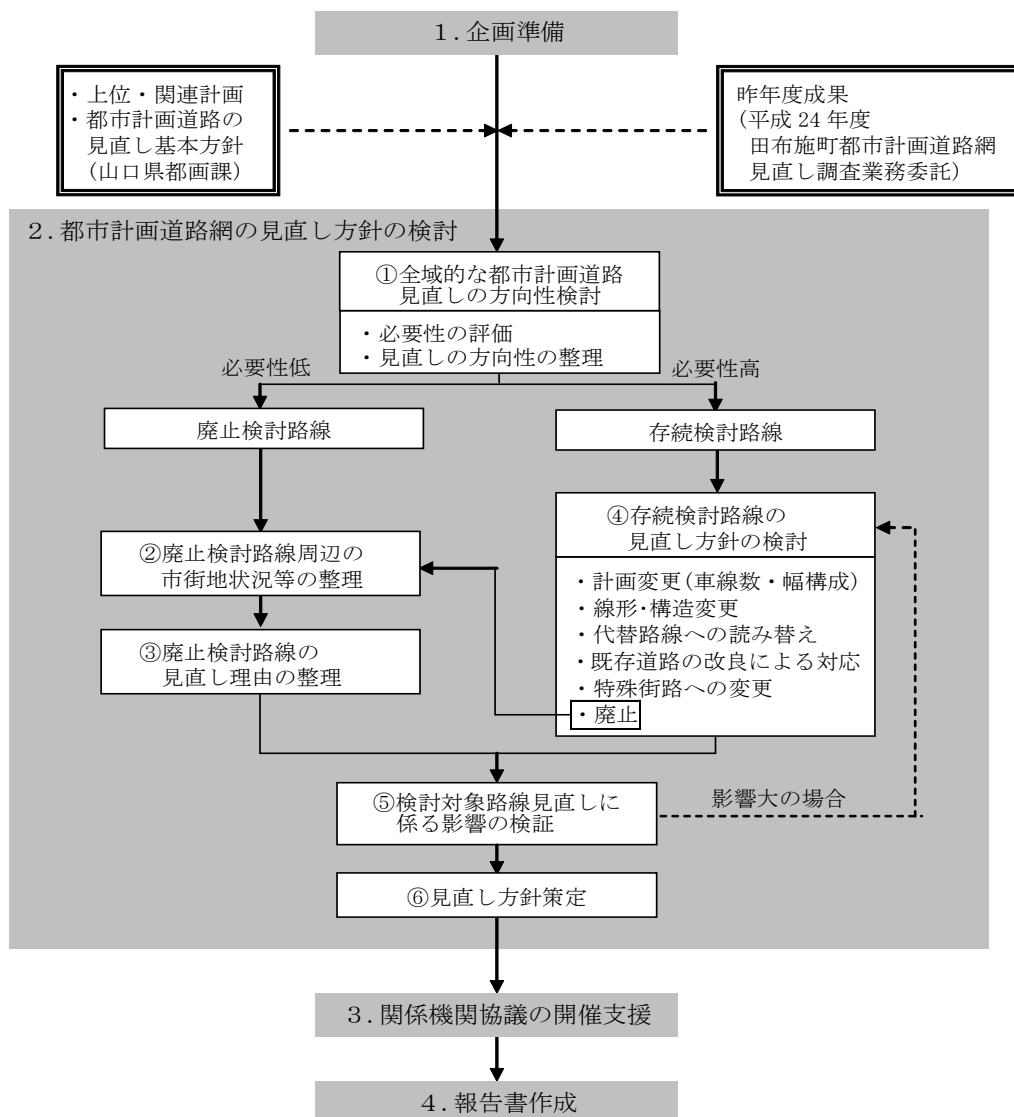 １.企画準備
・上位・関連計画
・都市計画道路の
見直し基本方針
(山口県都画課)
昨年度成果
(平成 24 年度
田布施町都市計画道路網
見直し調査業務委託)
２.都市計画道路網の見直し方針の検討
①全域的な都市計画道路
見直しの方向性検討
・必要性の評価
・見直しの方向性の整理
必要性低
必要性高
廃止検討路線
存続検討路線
②廃止検討路線周辺の
市街地状況等の整理
③廃止検討路線の
見直し理由の整理
④存続検討路線の
見直し方針の検討
・計画変更(車線数・幅構成)
・線形・構造変更
・代替路線への読み替え
・既存道路の改良による対応
・特殊街路への変更
・廃止
⑤検討対象路線見直しに
係る影響の検証
影響大の場合
⑥見直し方針策定
３.関係機関協議の開催支援
４.報告書作成